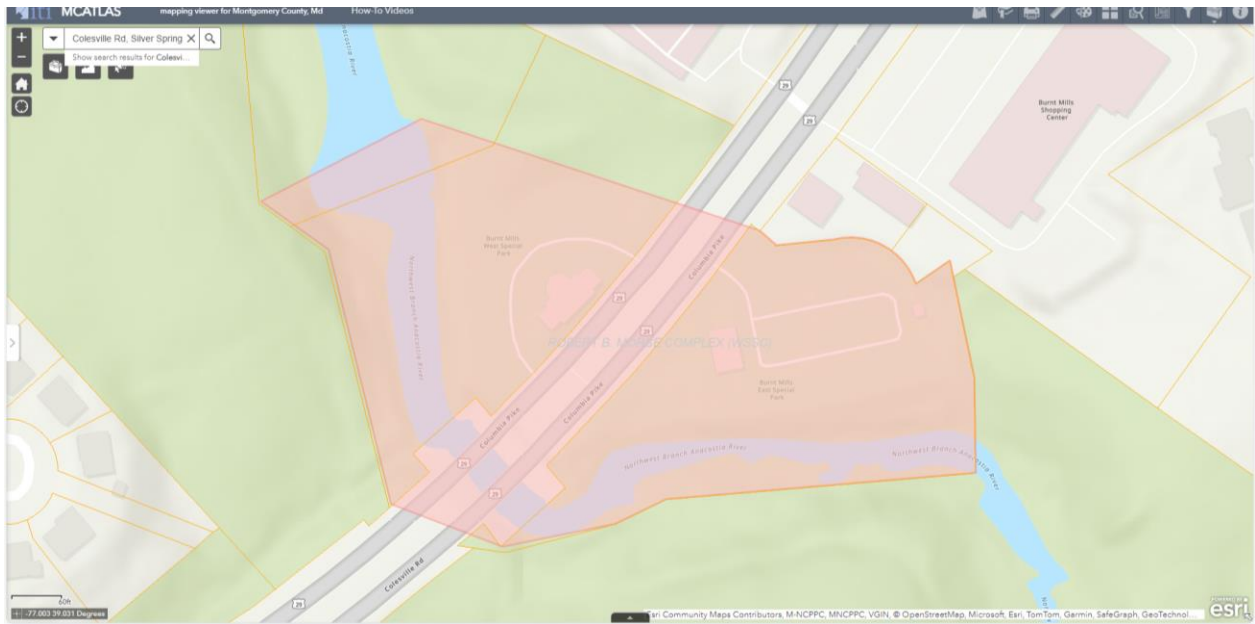 MCATLAS
mapping viewer for Montgomery County, Md
How-To Videos
Colesville Rd, Silver Spring
Show search results for Colesvi...
Anacostia River
29
29
Burnt Mills
Shopping
Center
Burnt Mills
West Special
Park
Columbia Pike
Northwest Branch Anacostia River
29
29
ROBERT B. MORSE COMPLEX (WSSC)
Burnt Mills
East Special
Park
Columbia Pike
Columbia Pike
29
29
Northwest Branch Anacostia River
Northwest Branch Anacostia River
Colesville Rd
29
60ft
-77.003 39.031 Degrees
Esri Community Maps Contributors, M-NCPPC, MNCPPC, VGIN, © OpenStreetMap, Microsoft, Esri, TomTom, Garmin, SafeGraph, GeoTechnol...
POWERED BY
esri